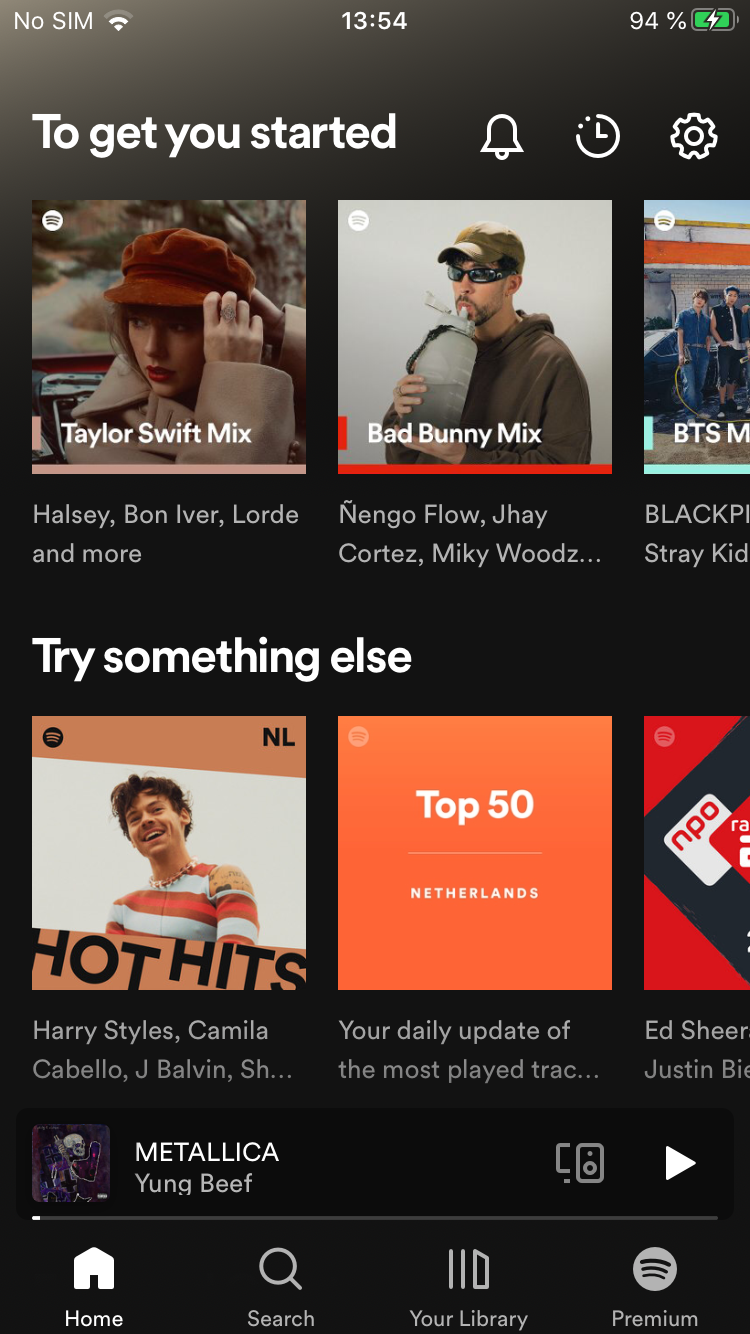 No SIM 13:54 94 %
To get you started
Taylor Swift Mix
Bad Bunny Mix
BTS M
Halsey, Bon Iver, Lorde
and more
Ñengo Flow, Jhay
Cortez, Miky Woodz...
BLACKPI
Stray Kid
Try something else
NL
HOT HITS
Top 50
NETHERLANDS
npo
ra
2
Harry Styles, Camila
Cabello, J Balvin, Sh...
Your daily update of
the most played trac...
Ed Sheer
Justin Bie
METALLICA
Yung Beef
Home
Search
Your Library
Premium